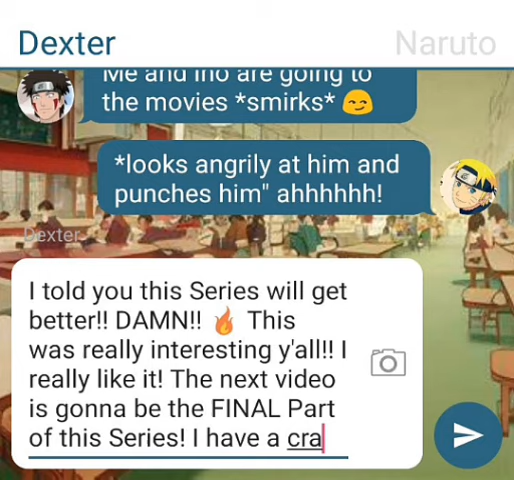 Dexter
Naruto
Me and Ino are going to
the movies *smirks* 😏
*looks angrily at him and
punches him" ahhhhhh!
Dexter
I told you this Series will get
better!! DAMN!! 🔥 This
was really interesting y'all!! I
really like it! The next video
is gonna be the FINAL Part
of this Series! I have a cra